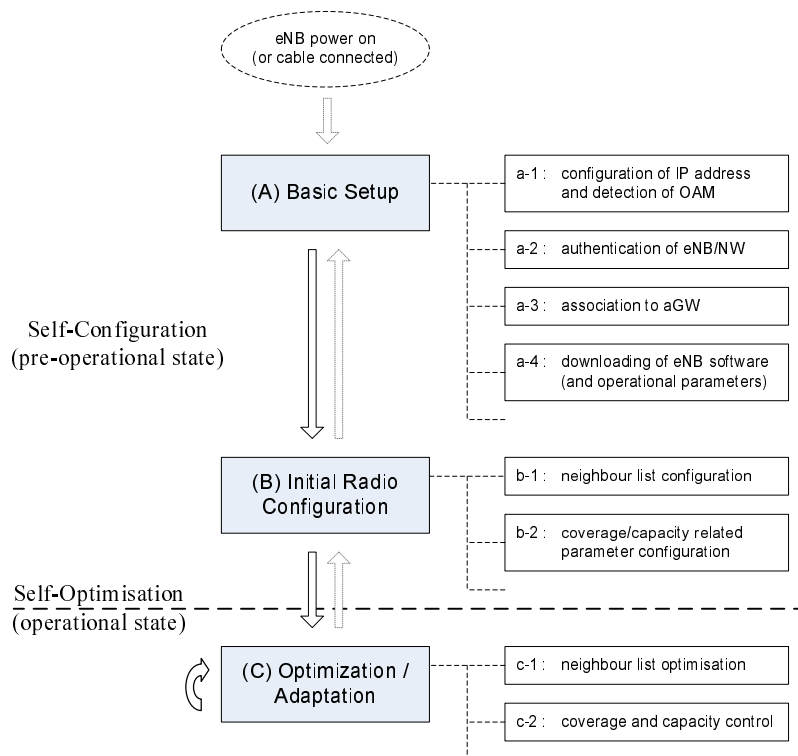 eNB power on
(or cable connected)
(A) Basic Setup
a-1 : configuration of IP address
and detection of OAM
a-2 : authentication of eNB/NW
a-3 : association to aGW
a-4 : downloading of eNB software
(and operational parameters)
Self-Configuration
(pre-operational state)
(B) Initial Radio
Configuration
b-1 : neighbour list configuration
b-2 : coverage/capacity related
parameter configuration
Self-Optimisation
(operational state)
(C) Optimization /
Adaptation
c-1 : neighbour list optimisation
c-2 : coverage and capacity control